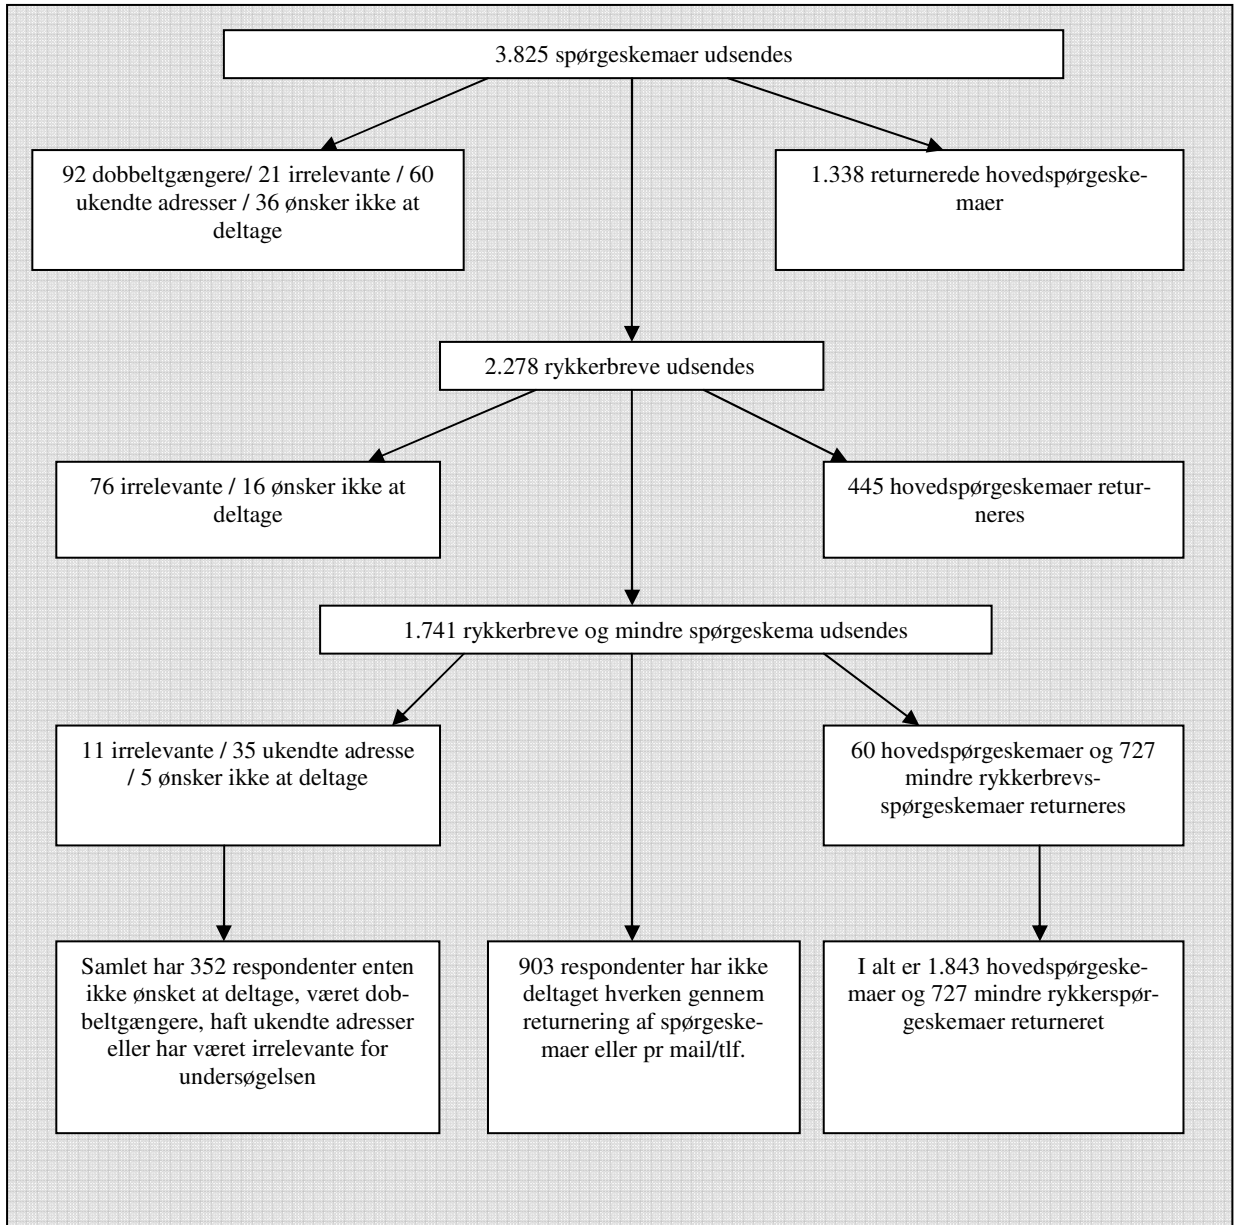 3.825 spørgeskemaer udsendes
92 dobbeltgængere/ 21 irrelevante / 60
ukendte adresser / 36 ønsker ikke at
deltage
1.338 returnerede hovedspørgeske-
maer
2.278 rykkerbreve udsendes
76 irrelevante / 16 ønsker ikke at
deltage
445 hovedspørgeskemaer retur-
neres
1.741 rykkerbreve og mindre spørgeskema udsendes
11 irrelevante / 35 ukendte adresse
/ 5 ønsker ikke at deltage
60 hovedspørgeskemaer og 727
mindre rykkerbrevs-
spørgeskemaer returneres
Samlet har 352 respondenter enten
ikke ønsket at deltage, været dob-
beltgængere, haft ukendte adresser
eller har været irrelevante for
undersøgelsen
903 respondenter har ikke
deltaget hverken gennem
returnering af spørgeske-
maer eller pr mail/tlf.
I alt er 1.843 hovedspørgeske-
maer og 727 mindre rykkerspør-
geskemaer returneret